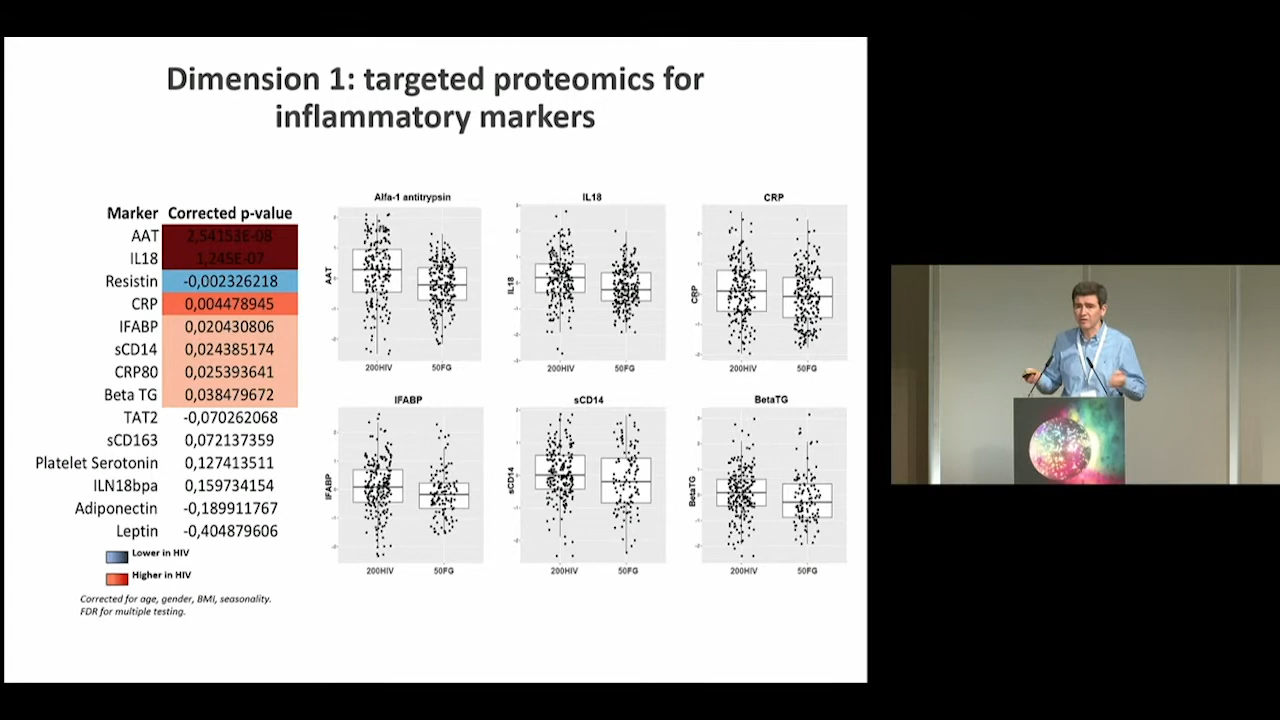 Dimension 1: targeted proteomics for
inflammatory markers
Marker Corrected p-value
AAT 2,54153E-08
IL18 1,245E-07
Resistin -0,002326218
CRP 0,004478945
IFABP 0,020430806
sCD14 0,024385174
CRP80 0,025393641
Beta TG 0,038479672
TAT2 -0,070262068
sCD163 0,072137359
Platelet Serotonin 0,127413511
ILN18bpa 0,159734154
Adiponectin -0,189911767
Leptin -0,404879606
Lower in HIV
Higher in HIV
Corrected for age, gender, BMI, seasonality.
FDR for multiple testing.
Alfa-1 antitrypsin
AAT
200HIV 50FG
IL18
IL18
200HIV 50FG
CRP
CRP
200HIV 50FG
IFABP
IFABP
200HIV 50FG
sCD14
sCD14
200HIV 50FG
BetaTG
BetaTG
200HIV 50FG